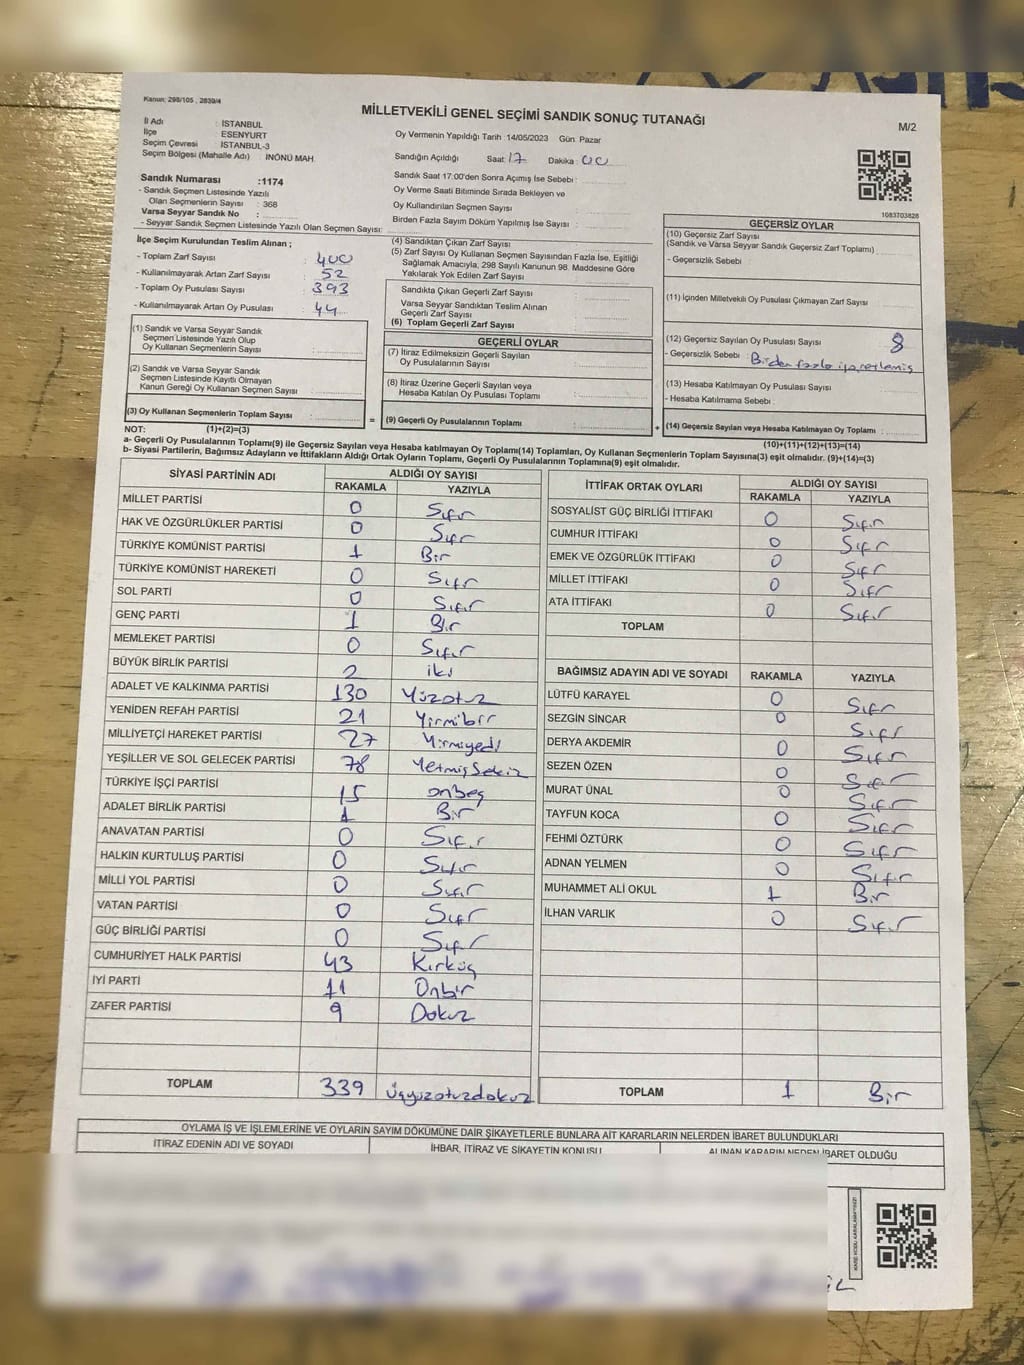 Kanun: 298/105 , 2839/4
MİLLETVEKİLİ GENEL SEÇİMİ SANDIK SONUÇ TUTANAĞI
M/2
İl Adı : İSTANBUL
İlçe : ESENYURT
Seçim Çevresi : İSTANBUL-3
Seçim Bölgesi (Mahalle Adı) : İNÖNÜ MAH.
Oy Vermenin Yapıldığı Tarih :14/05/2023 Gün: Pazar
Sandığın Açıldığı Saat: 17 Dakika: 00
Sandık Saat 17:00'den Sonra Açımış İse Sebebi :
Oy Verme Saati Bitiminde Sırada Bekleyen ve
Oy Kullandırılan Seçmen Sayısı :
Birden Fazla Sayım Döküm Yapılmış İse Sayısı :
1083703828
Sandık Numarası :1174
- Sandık Seçmen Listesinde Yazılı
Olan Seçmenlerin Sayısı : 368
Varsa Seyyar Sandık No :
- Seyyar Sandık Seçmen Listesinde Yazılı Olan Seçmen Sayısı:
İlçe Seçim Kurulundan Teslim Alınan ;
- Toplam Zarf Sayısı : 400
- Kullanılmayarak Artan Zarf Sayısı : 52
- Toplam Oy Pusulası Sayısı : 393
- Kullanılmayarak Artan Oy Pusulası : 44
(1) Sandık ve Varsa Seyyar Sandık
Seçmen Listesinde Yazılı Olup
Oy Kullanan Seçmenlerin Sayısı :
(2) Sandık ve Varsa Seyyar Sandık
Seçmen Listesinde Kayıtlı Olmayan
Kanun Gereği Oy Kullanan Seçmen Sayısı :
(3) Oy Kullanan Seçmenlerin Toplam Sayısı :
(4) Sandıktan Çıkan Zarf Sayısı :
(5) Zarf Sayısı Oy Kullanan Seçmen Sayısından Fazla İse, Eşitliği
Sağlamak Amacıyla, 298 Sayılı Kanunun 98. Maddesine Göre
Yakılarak Yok Edilen Zarf Sayısı :
Sandıkta Çıkan Geçerli Zarf Sayısı :
Varsa Seyyar Sandıktan Teslim Alınan
Geçerli Zarf Sayısı :
(6) Toplam Geçerli Zarf Sayısı :
GEÇERLİ OYLAR
(7) İtiraz Edilmeksizin Geçerli Sayılan
Oy Pusulalarının Sayısı :
(8) İtiraz Üzerine Geçerli Sayılan veya
Hesaba Katılan Oy Pusulası Toplamı :
= (9) Geçerli Oy Pusulalarının Toplamı :
GEÇERSİZ OYLAR
(10) Geçersiz Zarf Sayısı
(Sandık ve Varsa Seyyar Sandık Geçersiz Zarf Toplamı) :
- Geçersizlik Sebebi :
(11) İçinden Milletvekili Oy Pusulası Çıkmayan Zarf Sayısı :
(12) Geçersiz Sayılan Oy Pusulası Sayısı : 8
- Geçersizlik Sebebi : Birden fazla işaretlemiş
(13) Hesaba Katılmayan Oy Pusulası Sayısı :
- Hesaba Katılmama Sebebi :
+ (14) Geçersiz Sayılan veya Hesaba Katılmayan Oy Toplamı :
NOT: (1)+(2)=(3)
(10)+(11)+(12)+(13)=(14)
a- Geçerli Oy Pusulalarının Toplamı(9) ile Geçersiz Sayılan veya Hesaba katılmayan Oy Toplamı(14) Toplamları, Oy Kullanan Seçmenlerin Toplam Sayısına(3) eşit olmalıdır. (9)+(14)=(3)
b- Siyasi Partilerin, Bağımsız Adayların ve İttifakların Aldığı Ortak Oyların Toplamı, Geçerli Oy Pusulalarının Toplamına(9) eşit olmalıdır.
SİYASİ PARTİNİN ADI ALDIĞI OY SAYISI
RAKAMLA YAZIYLA
MİLLET PARTİSİ 0 Sıfır
HAK VE ÖZGÜRLÜKLER PARTİSİ 0 Sıfr
TÜRKİYE KOMÜNİST PARTİSİ 1 Bir
TÜRKİYE KOMÜNİST HAREKETİ 0 Sıfr
SOL PARTİ 0 Sıfır
GENÇ PARTİ 1 Bir
MEMLEKET PARTİSİ 0 Sıfır
BÜYÜK BİRLİK PARTİSİ 2 iki
ADALET VE KALKINMA PARTİSİ 130 Yüzotuz
YENİDEN REFAH PARTİSİ 21 Yirmibir
MİLLİYETÇİ HAREKET PARTİSİ 27 Yirmiyedi
YEŞİLLER VE SOL GELECEK PARTİSİ 78 Yetmiş Sekiz
TÜRKİYE İŞÇİ PARTİSİ 15 onbeş
ADALET BİRLİK PARTİSİ 1 Bir
ANAVATAN PARTİSİ 0 Sıfır
HALKIN KURTULUŞ PARTİSİ 0 Sıfır
MİLLİ YOL PARTİSİ 0 Sıfır
VATAN PARTİSİ 0 Sıfır
GÜÇ BİRLİĞİ PARTİSİ 0 Sıfır
CUMHURİYET HALK PARTİSİ 43 Kırküç
İYİ PARTİ 11 Onbir
ZAFER PARTİSİ 9 Dokuz
TOPLAM 339 üçyüzotuzdokuz
İTTİFAK ORTAK OYLARI ALDIĞI OY SAYISI
RAKAMLA YAZIYLA
SOSYALİST GÜÇ BİRLİĞİ İTTİFAKI 0 Sıfır
CUMHUR İTTİFAKI 0 Sıfr
EMEK VE ÖZGÜRLÜK İTTİFAKI 0 Sıfr
MİLLET İTTİFAKI 0 Sıfr
ATA İTTİFAKI 0 Sıfır
TOPLAM
BAĞIMSIZ ADAYIN ADI VE SOYADI RAKAMLA YAZIYLA
LÜTFÜ KARAYEL 0 Sıfr
SEZGİN SİNCAR 0 Sıfr
DERYA AKDEMİR 0 Sıfr
SEZEN ÖZEN 0 Sıfr
MURAT ÜNAL 0 Sıfr
TAYFUN KOCA 0 Sıfr
FEHMİ ÖZTÜRK 0 Sıfr
ADNAN YELMEN 0 Sıfır
MUHAMMET ALİ OKUL 1 Bir
İLHAN VARLIK 0 Sıfır
TOPLAM 1 Bir
OYLAMA İŞ VE İŞLEMLERİNE VE OYLARIN SAYIM DÖKÜMÜNE DAİR ŞİKAYETLERLE BUNLARA AİT KARARLARIN NELERDEN İBARET BULUNDUKLARI
İTİRAZ EDENİN ADI VE SOYADI İHBAR, İTİRAZ VE ŞİKAYETİN KONUSU ALINAN KARARIN NEDEN İBARET OLDUĞU